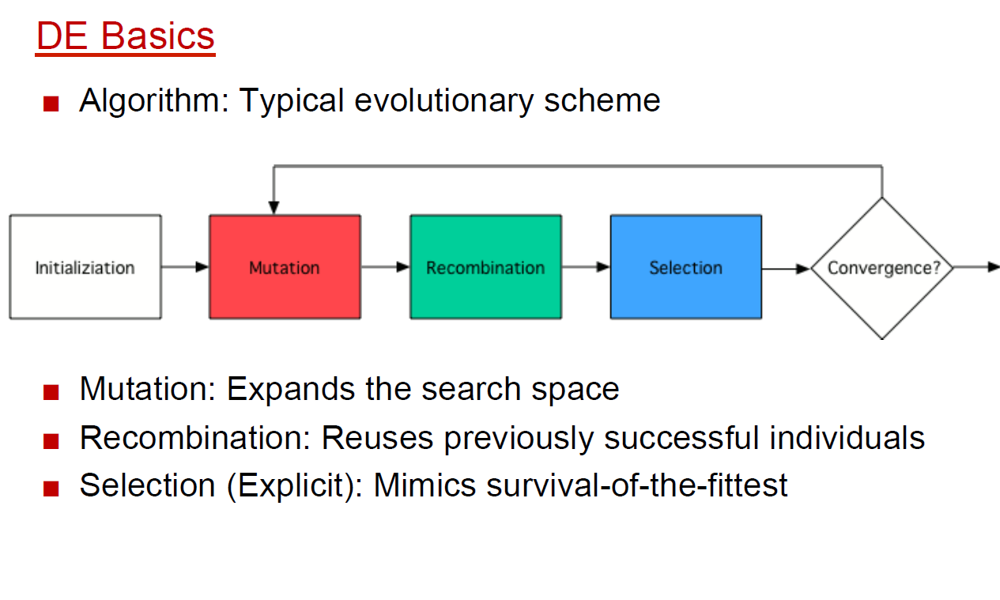 DE Basics
Algorithm: Typical evolutionary scheme
Initializiation
Mutation
Recombination
Selection
Convergence?
Mutation: Expands the search space
Recombination: Reuses previously successful individuals
Selection (Explicit): Mimics survival-of-the-fittest